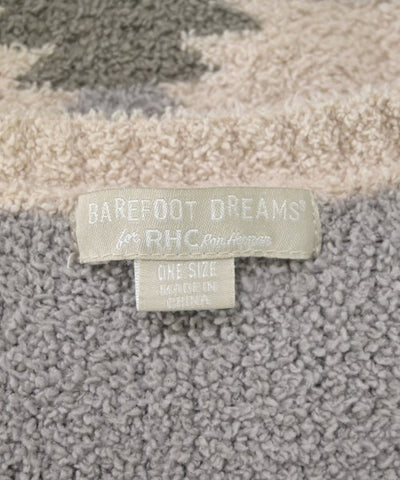 BAREFOOT DREAMS®
for RHC Ron Herman
ONE SIZE
MADE IN
CHINA